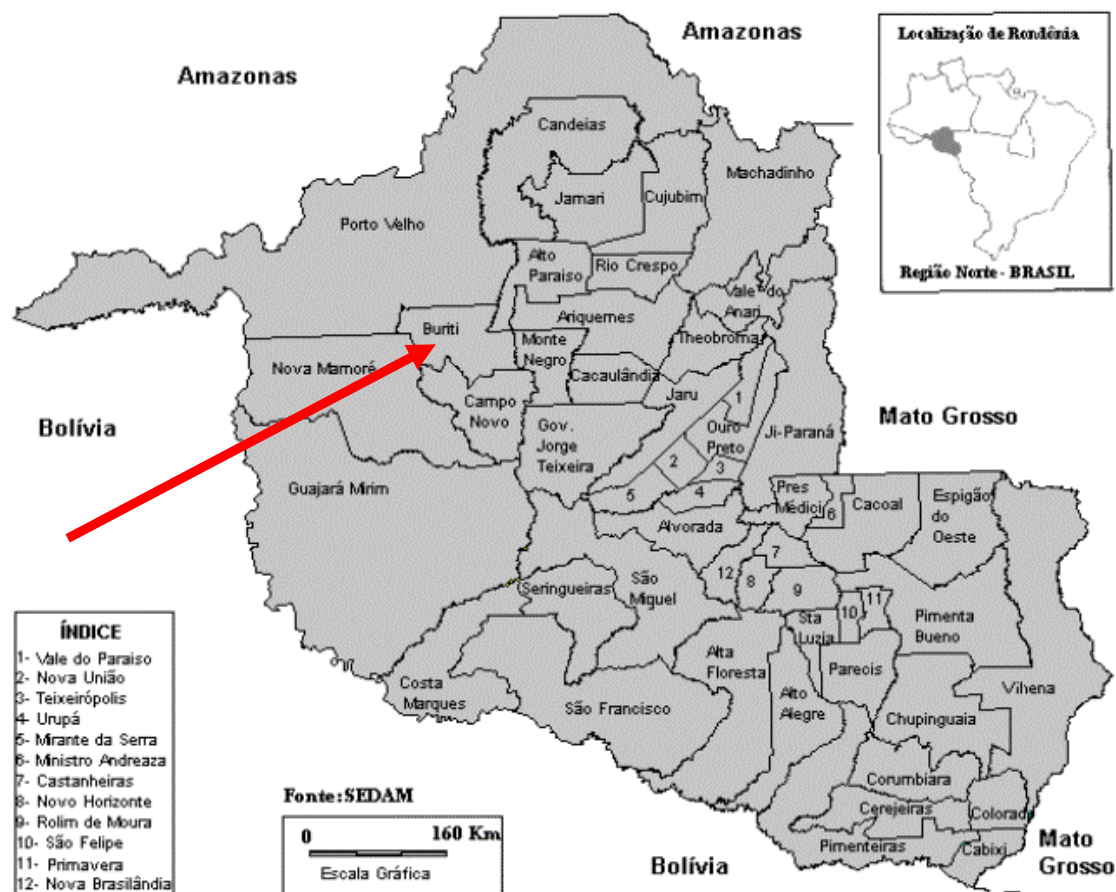 Amazonas
Amazonas
Localização de Rondônia
Região Norte - BRASIL
Candeias
Machadinho
Jamari
Cujubim
Porto Velho
Alto
Paraiso
Rio Crespo
Vale do
Anari
Buriti
Ariquemes
Monte
Negro
Theobroma
Nova Mamoré
Cacaulândia
Jaru
1
Campo
Novo
Bolívia
Gov.
Jorge
Teixeira
Ouro
Preto
Ji-Paraná
Mato Grosso
2
3
Guajará Mirim
5
4
Pres
Médici
6
Cacoal
Espigão
do
Oeste
Alvorada
7
Seringueiras
São
Miguel
12
8
9
10
11
Sta
Luzia
Pimenta
Bueno
Alta
Floresta
Parecis
Vihena
Costa
Marques
São Francisco
Alto
Alegre
Chupinguaia
Corumbiara
Cerejeiras
Colorado
Pimenteiras
Cabixi
Mato
Grosso
Bolívia
ÍNDICE
1- Vale do Paraiso
2- Nova União
3- Teixeirópolis
4- Urupá
5- Mirante da Serra
6- Ministro Andreaza
7- Castanheiras
8- Novo Horizonte
9- Rolim de Moura
10- São Felipe
11- Primavera
12- Nova Brasilândia
Fonte:SEDAM
0 160 Km
Escala Gráfica